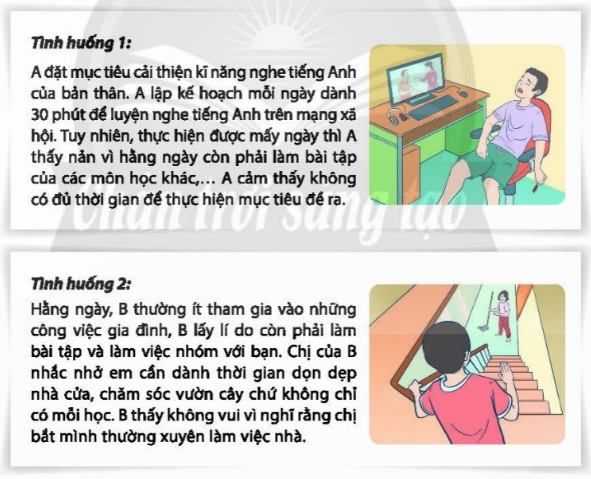 Tình huống 1:
A đặt mục tiêu cải thiện kĩ năng nghe tiếng Anh
của bản thân. A lập kế hoạch mỗi ngày dành
30 phút để luyện nghe tiếng Anh trên mạng xã
hội. Tuy nhiên, thực hiện được mấy ngày thì A
thấy nản vì hằng ngày còn phải làm bài tập
của các môn học khác,... A cảm thấy không
có đủ thời gian để thực hiện mục tiêu đề ra.
Chân trời sáng tạo
Tình huống 2:
Hằng ngày, B thường ít tham gia vào những
công việc gia đình, B lấy lí do còn phải làm
bài tập và làm việc nhóm với bạn. Chị của B
nhắc nhở em cần dành thời gian dọn dẹp
nhà cửa, chăm sóc vườn cây chứ không chỉ
có mỗi học. B thấy không vui vì nghĩ rằng chị
bắt mình thường xuyên làm việc nhà.